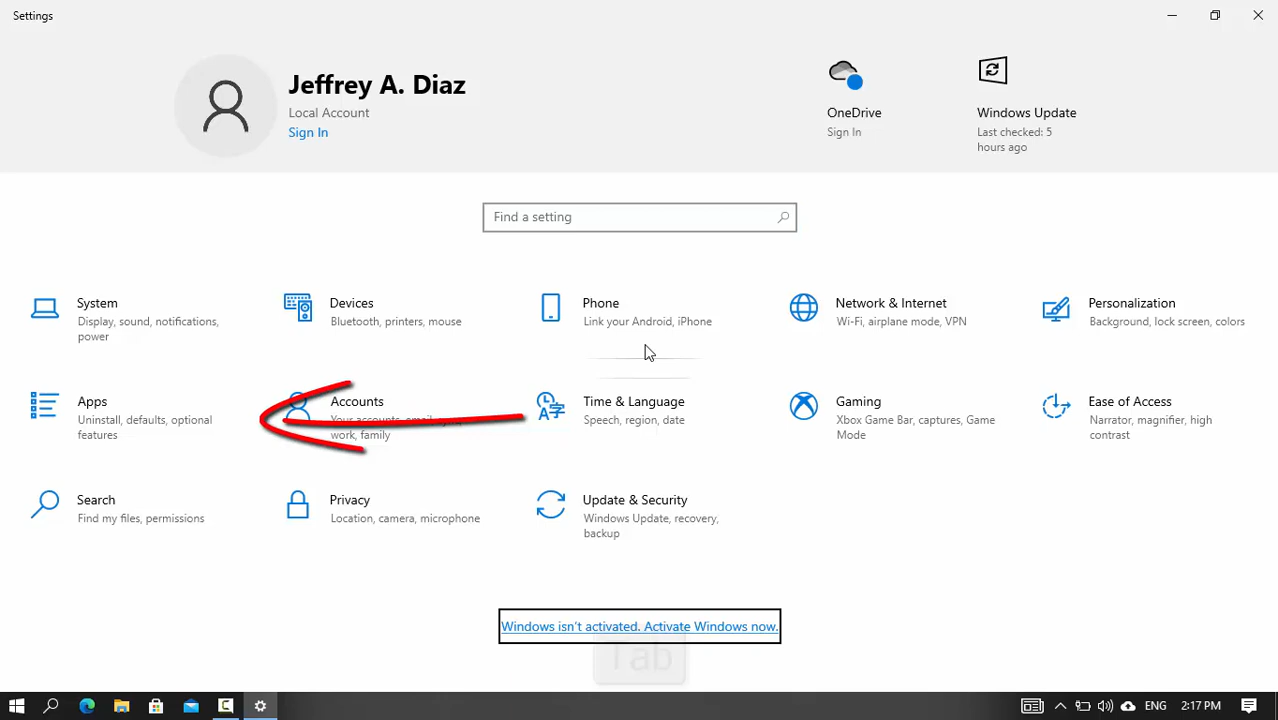 Settings
Jeffrey A. Diaz
Local Account
Sign In
OneDrive
Sign In
Windows Update
Last checked: 5
hours ago
Find a setting
System
Display, sound, notifications,
power
Devices
Bluetooth, printers, mouse
Phone
Link your Android, iPhone
Network & Internet
Wi-Fi, airplane mode, VPN
Personalization
Background, lock screen, colors
Apps
Uninstall, defaults, optional
features
Accounts
Your accounts, email, sync,
work, family
Time & Language
Speech, region, date
Gaming
Xbox Game Bar, captures, Game
Mode
Ease of Access
Narrator, magnifier, high
contrast
Search
Find my files, permissions
Privacy
Location, camera, microphone
Update & Security
Windows Update, recovery,
backup
Windows isn't activated. Activate Windows now.
Tab
ENG
2:17 PM